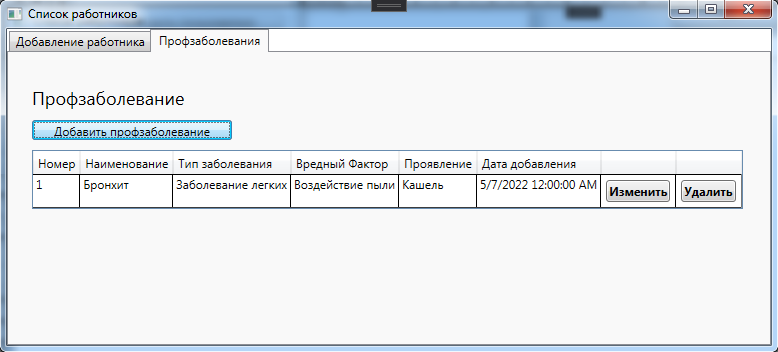 Список работников
Добавление работника Профзаболевания
Профзаболевание
Добавить профзаболевание
Номер Наименование Тип заболевания Вредный Фактор Проявление Дата добавления
1 Бронхит Заболевание легких Воздействие пыли Кашель 5/7/2022 12:00:00 AM Изменить Удалить